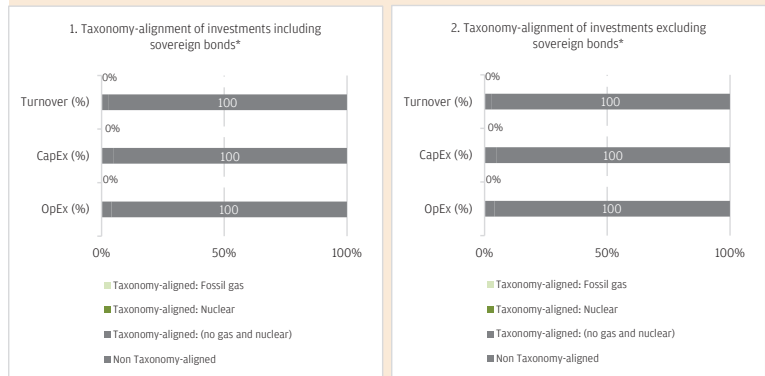 1. Taxonomy-alignment of investments including
sovereign bonds*
0%
Turnover (%)
100
0%
CapEx (%)
100
0%
OpEx (%)
100
0%
50%
100%
Taxonomy-aligned: Fossil gas
Taxonomy-aligned: Nuclear
Taxonomy-aligned: (no gas and nuclear)
Non Taxonomy-aligned
2. Taxonomy-alignment of investments excluding
sovereign bonds*
0%
Turnover (%)
100
0%
CapEx (%)
100
0%
OpEx (%)
100
0%
50%
100%
Taxonomy-aligned: Fossil gas
Taxonomy-aligned: Nuclear
Taxonomy-aligned: (no gas and nuclear)
Non Taxonomy-aligned